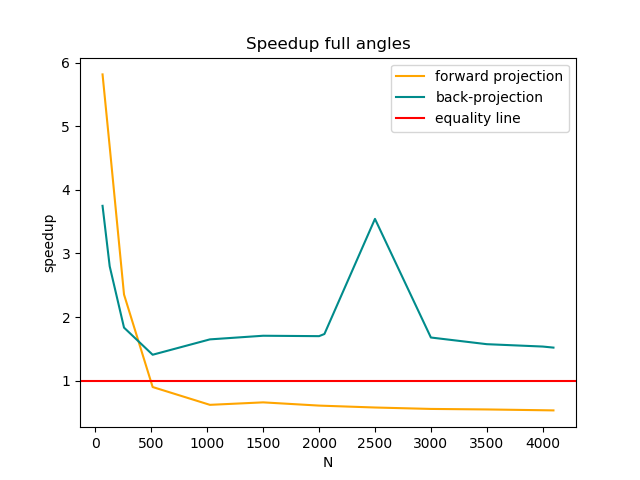 Speedup full angles
forward projection
back-projection
equality line
speedup
6
5
4
3
2
1
0 500 1000 1500 2000 2500 3000 3500 4000
N